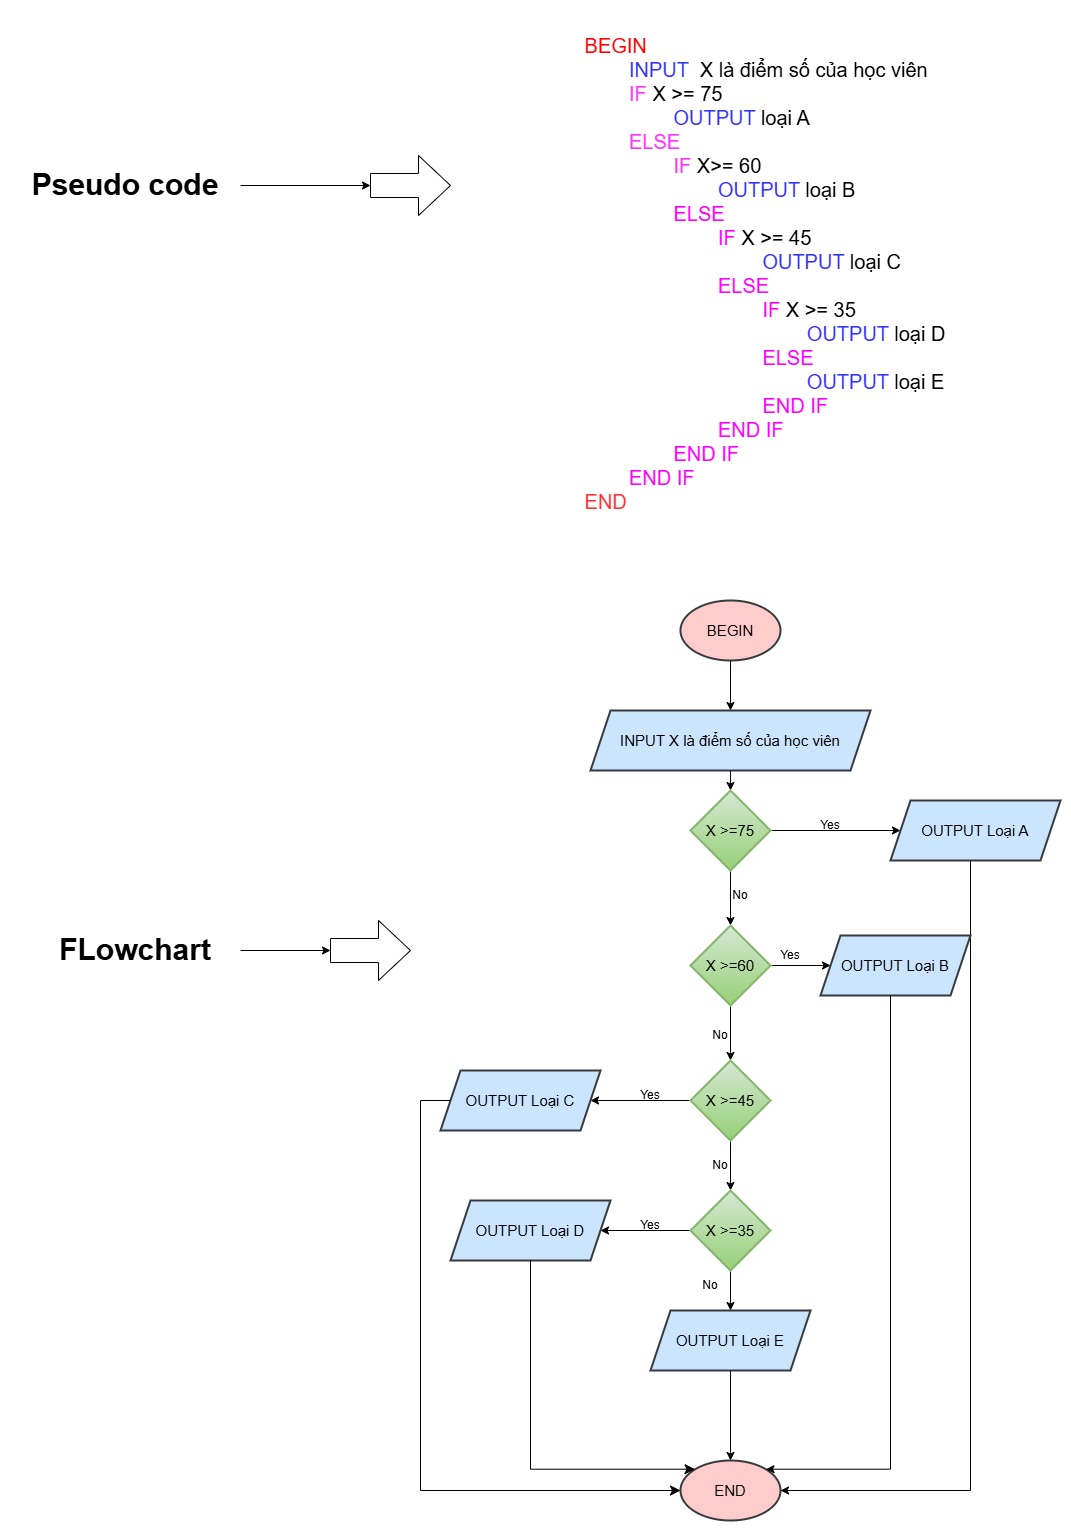 BEGIN
INPUT X là điểm số của học viên
IF X >= 75
OUTPUT loại A
ELSE
IF X>= 60
OUTPUT loại B
ELSE
IF X >= 45
OUTPUT loại C
ELSE
IF X >= 35
OUTPUT loại D
ELSE
OUTPUT loại E
END IF
END IF
END IF
END IF
END
Pseudo code
BEGIN
INPUT X là điểm số của học viên
X >=75
Yes
OUTPUT Loại A
No
FLowchart
X >=60
Yes
OUTPUT Loại B
No
OUTPUT Loại C
Yes
X >=45
No
OUTPUT Loại D
Yes
X >=35
No
OUTPUT Loại E
END